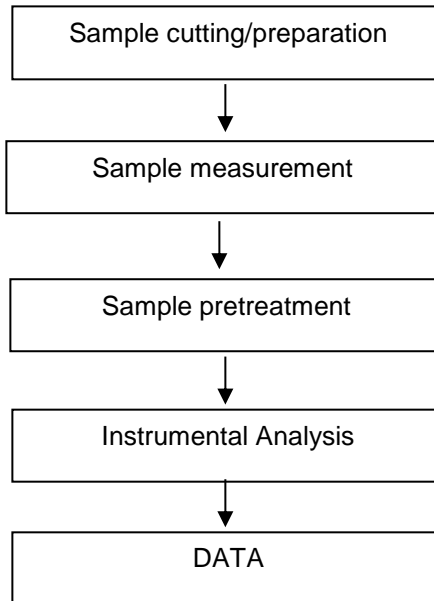 Sample cutting/preparation
Sample measurement
Sample pretreatment
Instrumental Analysis
DATA